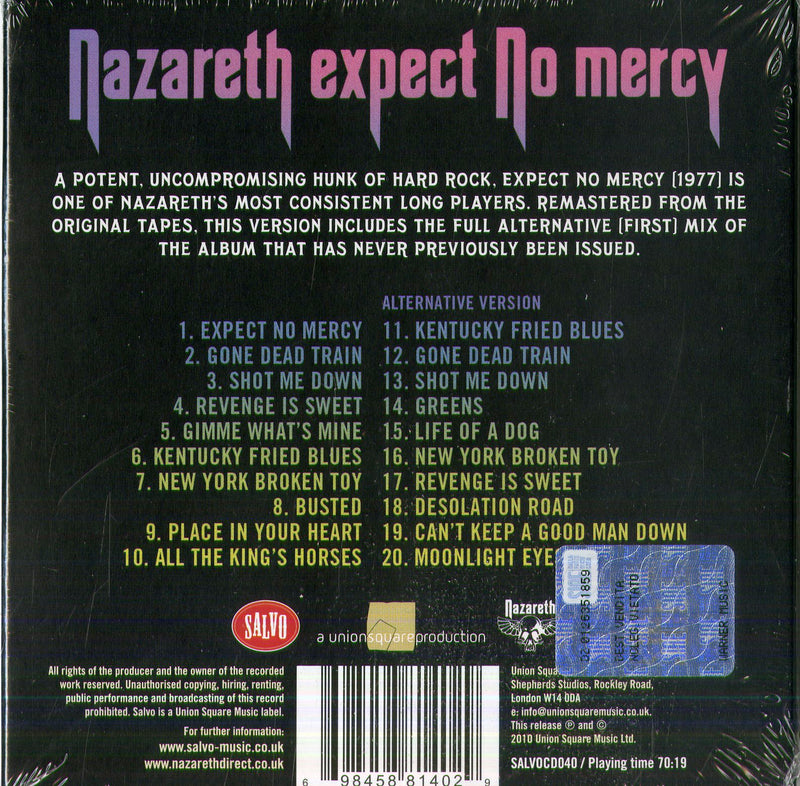 Nazareth expect No mercy
A POTENT, UNCOMPROMISING HUNK OF HARD ROCK, EXPECT NO MERCY (1977) IS
ONE OF NAZARETH'S MOST CONSISTENT LONG PLAYERS. REMASTERED FROM THE
ORIGINAL TAPES, THIS VERSION INCLUDES THE FULL ALTERNATIVE (FIRST) MIX OF
THE ALBUM THAT HAS NEVER PREVIOUSLY BEEN ISSUED.
1. EXPECT NO MERCY
2. GONE DEAD TRAIN
3. SHOT ME DOWN
4. REVENGE IS SWEET
5. GIMME WHAT'S MINE
6. KENTUCKY FRIED BLUES
7. NEW YORK BROKEN TOY
8. BUSTED
9. PLACE IN YOUR HEART
10. ALL THE KING'S HORSES
ALTERNATIVE VERSION
11. KENTUCKY FRIED BLUES
12. GONE DEAD TRAIN
13. SHOT ME DOWN
14. GREENS
15. LIFE OF A DOG
16. NEW YORK BROKEN TOY
17. REVENGE IS SWEET
18. DESOLATION ROAD
19. CAN'T KEEP A GOOD MAN DOWN
20. MOONLIGHT EYE
SALVO
a unionsquareproduction
Nazareth
All rights of the producer and the owner of the recorded
work reserved. Unauthorised copying, hiring, renting,
public performance and broadcasting of this record
prohibited. Salvo is a Union Square Music label.
For further information:
www.salvo-music.co.uk
www.nazarethdirect.co.uk
6 98458 81402 9
Union Squa
Shepherds Studios, Rockley Road,
London W14 0DA
e: info@unionsquaremusic.co.uk.
This release ℗ and ©
2010 Union Square Music Ltd.
SALVOCD040 / Playing time 70:19
WARNER MUSIC